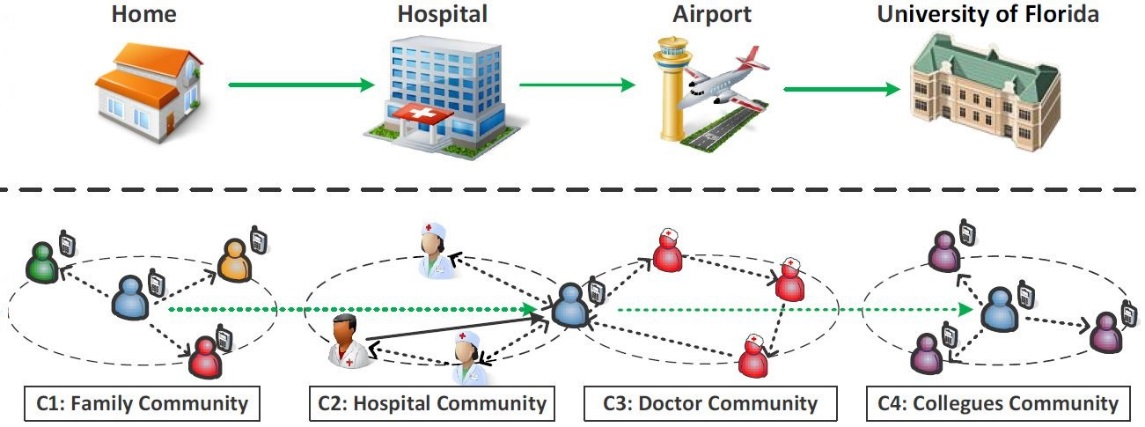 Home
Hospital
Airport
University of Florida
C1: Family Community
C2: Hospital Community
C3: Doctor Community
C4: Collegues Community